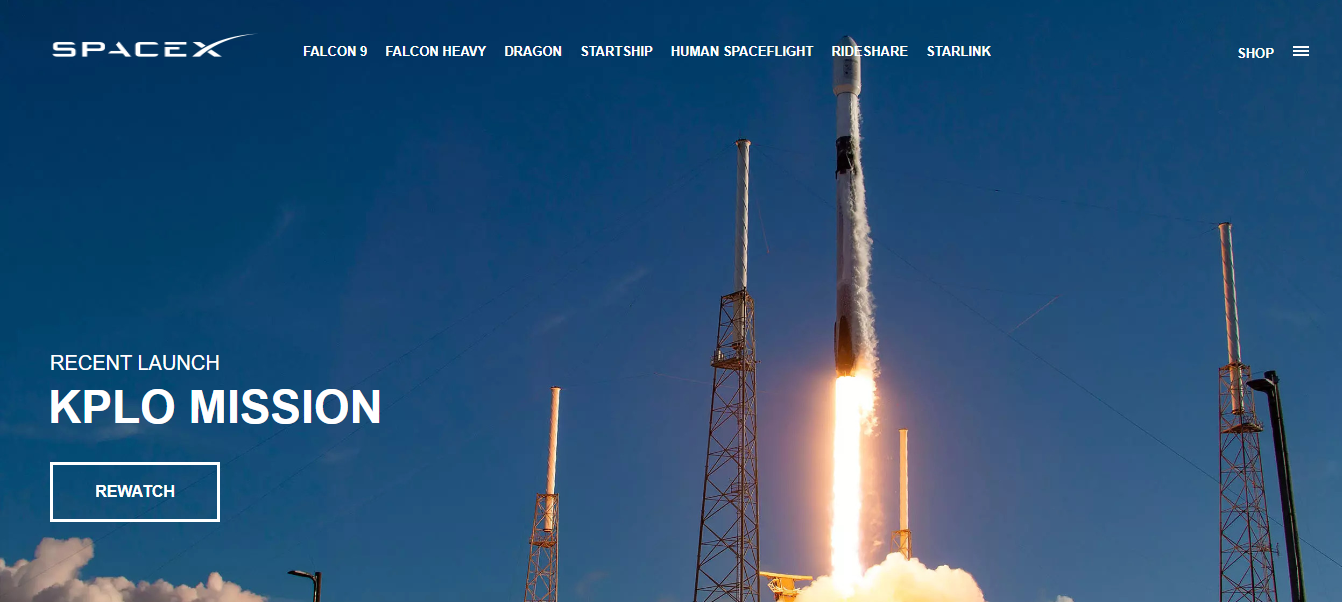 SPACEX FALCON 9 FALCON HEAVY DRAGON STARTSHIP HUMAN SPACEFLIGHT RIDESHARE STARLINK SHOP
RECENT LAUNCH
KPLO MISSION
REWATCH